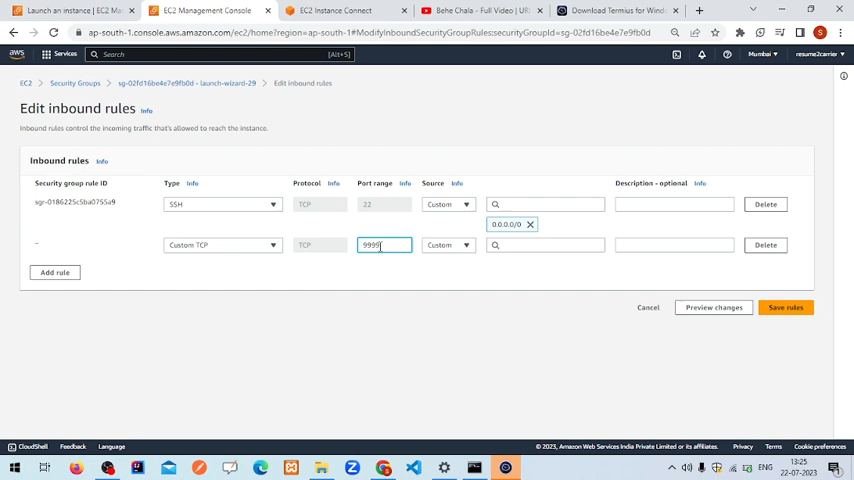 Launch an instance | EC2 Mar
EC2 Management Console
EC2 Instance Connect
Behe Chala - Full Video | UR
Download Termius for Windo
ap-south-1.console.aws.amazon.com/ec2/home?region=ap-south-1#ModifyInboundSecurityGroupRules:securityGroupId=sg-02fd16be4e7e9fb0d
S
aws
Services
Search
[Alt+S]
Mumbai
resume2carrier
EC2
Security Groups
sg-02fd16be4e7e9fb0d - launch-wizard-29
Edit inbound rules
Edit inbound rules Info
Inbound rules control the incoming traffic that's allowed to reach the instance.
Inbound rules Info
Security group rule ID
Type Info
Protocol Info
Port range Info
Source Info
Description - optional Info
sgr-0186225c5ba0755a9
SSH
TCP
22
Custom
Delete
0.0.0.0/0
–
Custom TCP
TCP
9999
Custom
Delete
Add rule
Cancel
Preview changes
Save rules
CloudShell
Feedback
Language
© 2023, Amazon Web Services India Private Limited or its affiliates.
Privacy
Terms
Cookie preferences
ENG
13:25
22-07-2023
1